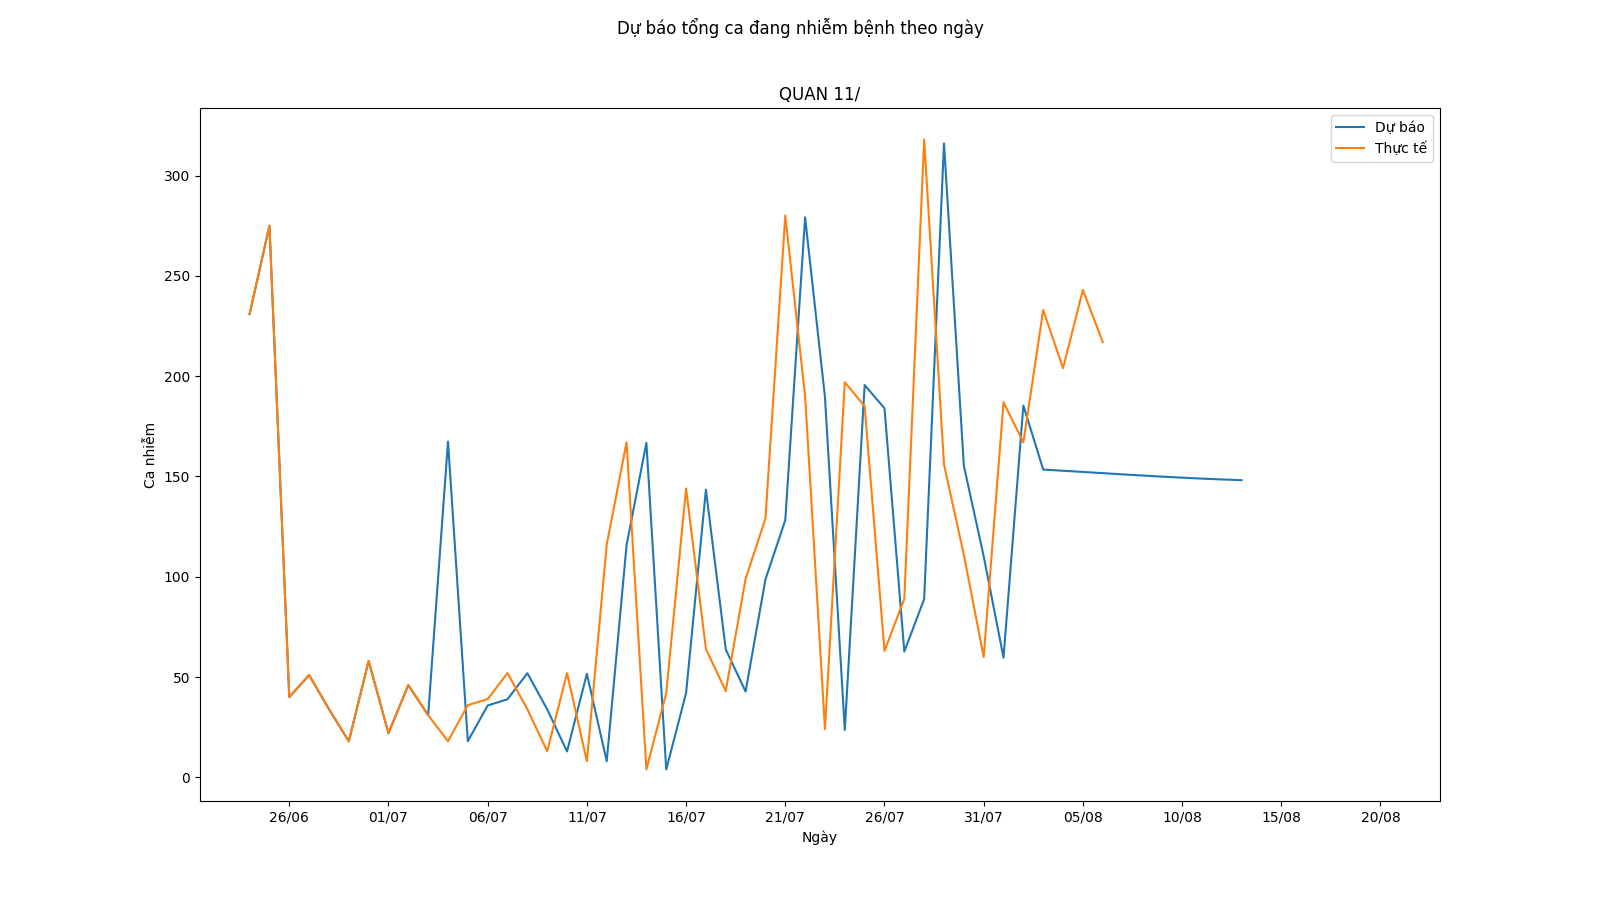 Dự báo tổng ca đang nhiễm bệnh theo ngày
QUAN 11/
Dự báo
Thực tế
Ca nhiễm
300
250
200
150
100
50
0
26/06 01/07 06/07 11/07 16/07 21/07 26/07 31/07 05/08 10/08 15/08 20/08
Ngày